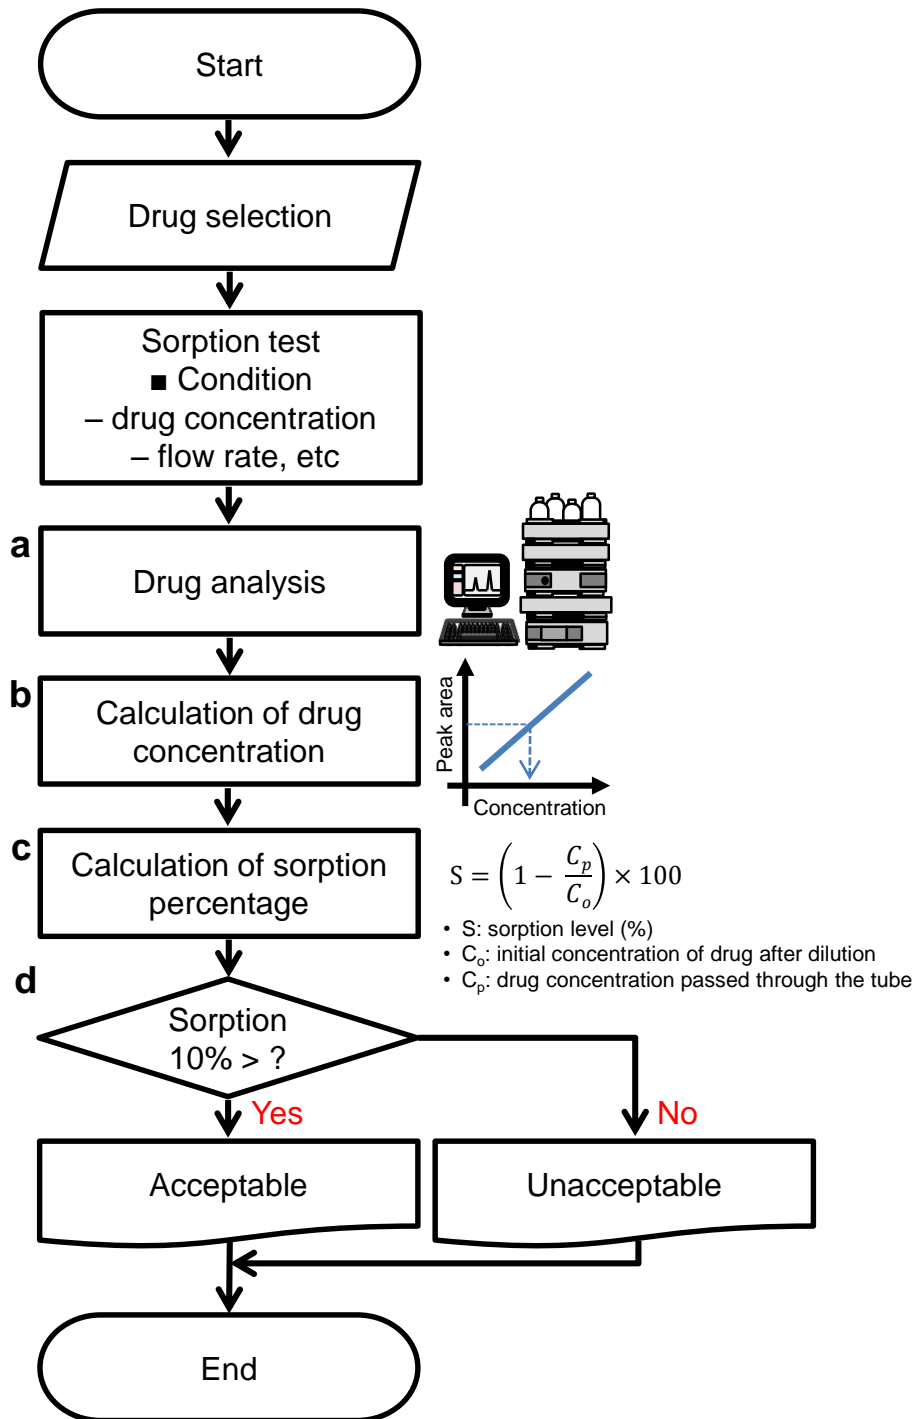 Start
Drug selection
Sorption test
■ Condition
– drug concentration
– flow rate, etc
a
Drug analysis
b
Calculation of drug
concentration
Peak area
Concentration
c
Calculation of sorption
percentage
S = (1 − C_p/C_o) × 100
• S: sorption level (%)
• C_o: initial concentration of drug after dilution
• C_p: drug concentration passed through the tube
d
Sorption
10% > ?
Yes
No
Acceptable
Unacceptable
End